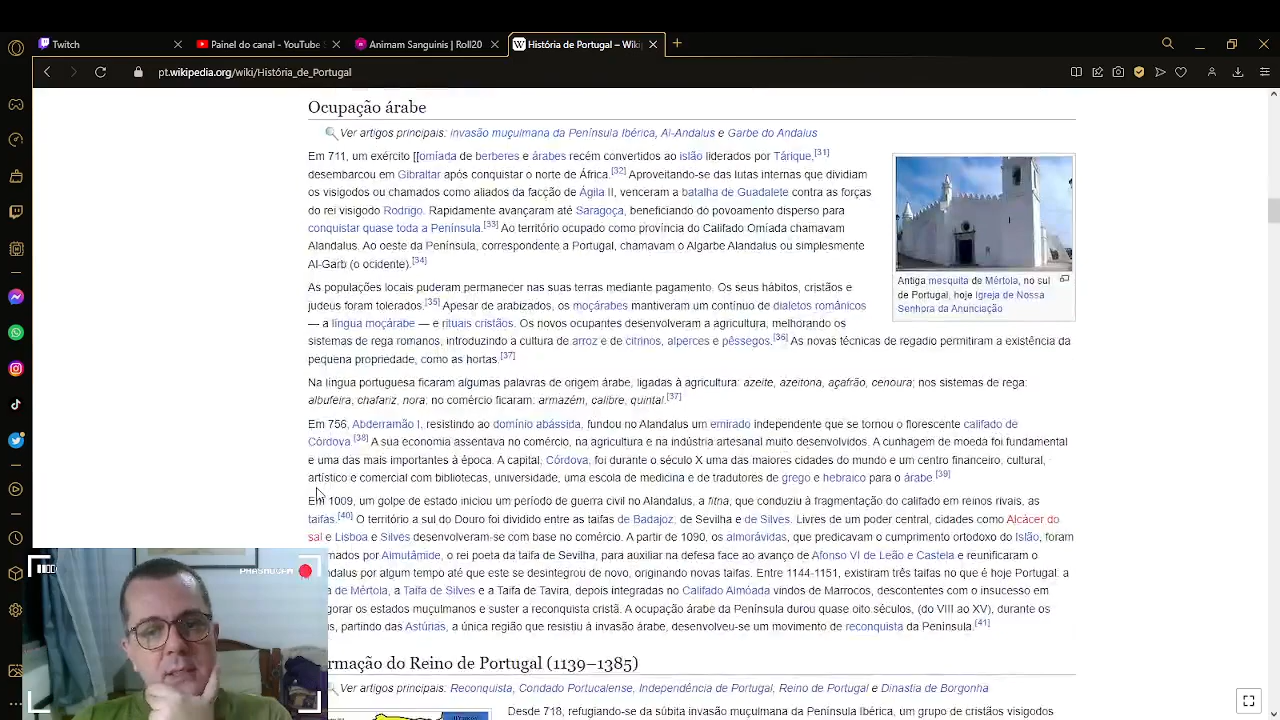 Twitch
Painel do canal - YouTube S
Animam Sanguinis | Roll20
História de Portugal – Wiki
pt.wikipedia.org/wiki/História_de_Portugal
Ocupação árabe
Ver artigos principais: invasão muçulmana da Península Ibérica, Al-Andalus e Garbe do Andalus
Em 711, um exército [[omíada de berberes e árabes recém convertidos ao islão liderados por Tárique,[31]
desembarcou em Gibraltar após conquistar o norte de África.[32] Aproveitando-se das lutas internas que dividiam
os visigodos ou chamados como aliados da facção de Ágila II, venceram a batalha de Guadalete contra as forças
do rei visigodo Rodrigo. Rapidamente avançaram até Saragoça, beneficiando do povoamento disperso para
conquistar quase toda a Península.[33] Ao território ocupado como província do Califado Omíada chamavam
Alandalus. Ao oeste da Península, correspondente a Portugal, chamavam o Algarbe Alandalus ou simplesmente
Al-Garb (o ocidente).[34]
Antiga mesquita de Mértola, no sul
de Portugal, hoje Igreja de Nossa
Senhora da Anunciação
As populações locais puderam permanecer nas suas terras mediante pagamento. Os seus hábitos, cristãos e
judeus foram tolerados.[35] Apesar de arabizados, os moçárabes mantiveram um contínuo de dialetos românicos
— a língua moçárabe — e rituais cristãos. Os novos ocupantes desenvolveram a agricultura, melhorando os
sistemas de rega romanos, introduzindo a cultura de arroz e de citrinos, alperces e pêssegos.[36] As novas técnicas de regadio permitiram a existência da
pequena propriedade, como as hortas.[37]
Na língua portuguesa ficaram algumas palavras de origem árabe, ligadas à agricultura: azeite, azeitona, açafrão, cenoura; nos sistemas de rega:
albufeira, chafariz, nora; no comércio ficaram: armazém, calibre, quintal.[37]
Em 756, Abderramão I, resistindo ao domínio abássida, fundou no Alandalus um emirado independente que se tornou o florescente califado de
Córdova.[38] A sua economia assentava no comércio, na agricultura e na indústria artesanal muito desenvolvidos. A cunhagem de moeda foi fundamental
e uma das mais importantes à época. A capital, Córdova, foi durante o século X uma das maiores cidades do mundo e um centro financeiro, cultural,
artístico e comercial com bibliotecas, universidade, uma escola de medicina e de tradutores de grego e hebraico para o árabe.[39]
Em 1009, um golpe de estado iniciou um período de guerra civil no Alandalus, a fitna, que conduziu à fragmentação do califado em reinos rivais, as
taifas.[40] O território a sul do Douro foi dividido entre as taifas de Badajoz; de Sevilha e de Silves. Livres de um poder central, cidades como Alcácer do
sal e Lisboa e Silves desenvolveram-se com base no comércio. A partir de 1090, os almorávidas, que predicavam o cumprimento ortodoxo do Islão, foram
mados por Almutâmide, o rei poeta da taifa de Sevilha, para auxiliar na defesa face ao avanço de Afonso VI de Leão e Castela e reunificaram o
ndalus por algum tempo até que este se desintegrou de novo, originando novas taifas. Entre 1144-1151, existiram três taifas no que é hoje Portugal: a
a de Mértola, a Taifa de Silves e a Taifa de Tavira, depois integradas no Califado Almóada vindos de Marrocos, descontentes com o insucesso em
igorar os estados muçulmanos e suster a reconquista cristã. A ocupação árabe da Península durou quase oito séculos, (do VIII ao XV), durante os
s, partindo das Astúrias, a única região que resistiu à invasão árabe, desenvolveu-se um movimento de reconquista da Península.[41]
rmação do Reino de Portugal (1139–1385)
Ver artigos principais: Reconquista, Condado Portucalense, Independência de Portugal, Reino de Portugal e Dinastia de Borgonha
Desde 718, refugiando-se da súbita invasão muçulmana da Península Ibérica, um grupo de cristãos visigodos